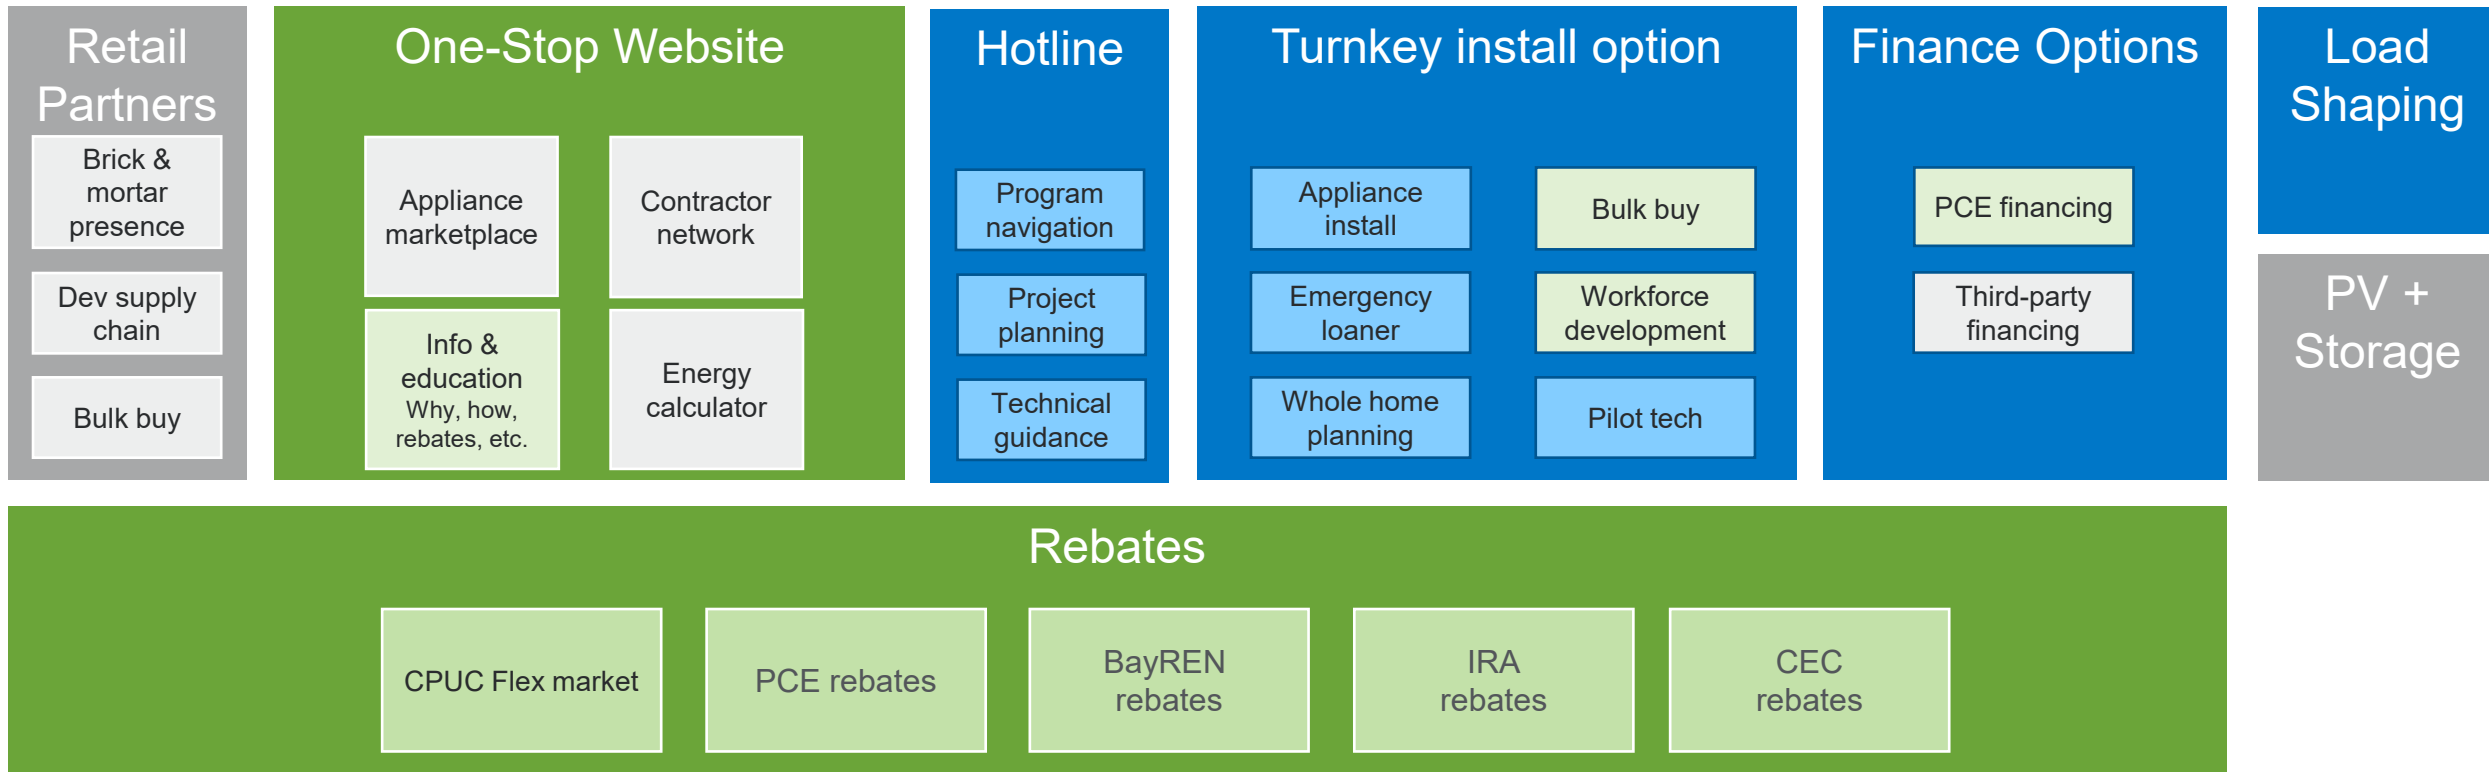 Retail
Partners
Brick &
mortar
presence
Dev supply
chain
Bulk buy
One-Stop Website
Appliance
marketplace
Contractor
network
Info &
education
Why, how,
rebates, etc.
Energy
calculator
Hotline
Program
navigation
Project
planning
Technical
guidance
Turnkey install option
Appliance
install
Bulk buy
Emergency
loaner
Workforce
development
Whole home
planning
Pilot tech
Finance Options
PCE financing
Third-party
financing
Load
Shaping
PV +
Storage
Rebates
CPUC Flex market
PCE rebates
BayREN
rebates
IRA
rebates
CEC
rebates